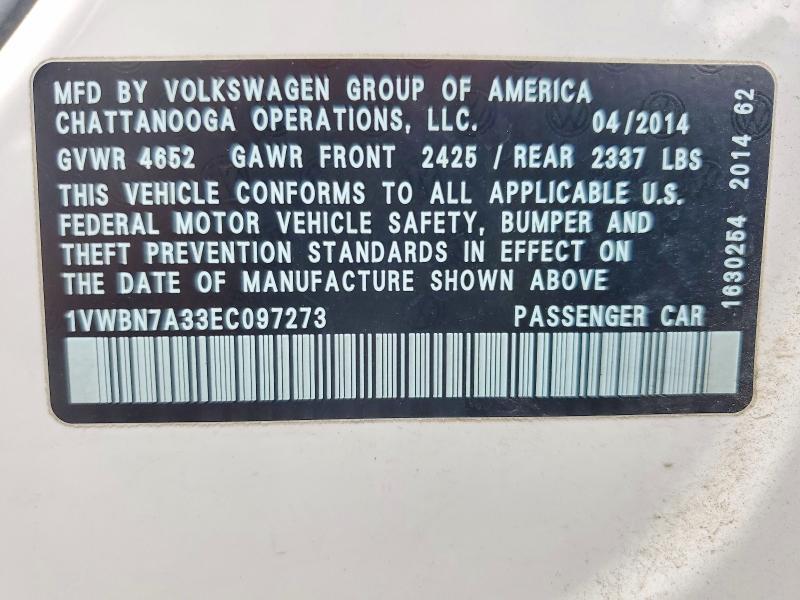 MFD BY VOLKSWAGEN GROUP OF AMERICA
CHATTANOOGA OPERATIONS, LLC. 04/2014
GVWR 4652 GAWR FRONT 2425 / REAR 2337 LBS
THIS VEHICLE CONFORMS TO ALL APPLICABLE U.S.
FEDERAL MOTOR VEHICLE SAFETY, BUMPER AND
THEFT PREVENTION STANDARDS IN EFFECT ON
THE DATE OF MANUFACTURE SHOWN ABOVE
1VWBN7A33EC097273 PASSENGER CAR
1630254 2014 62